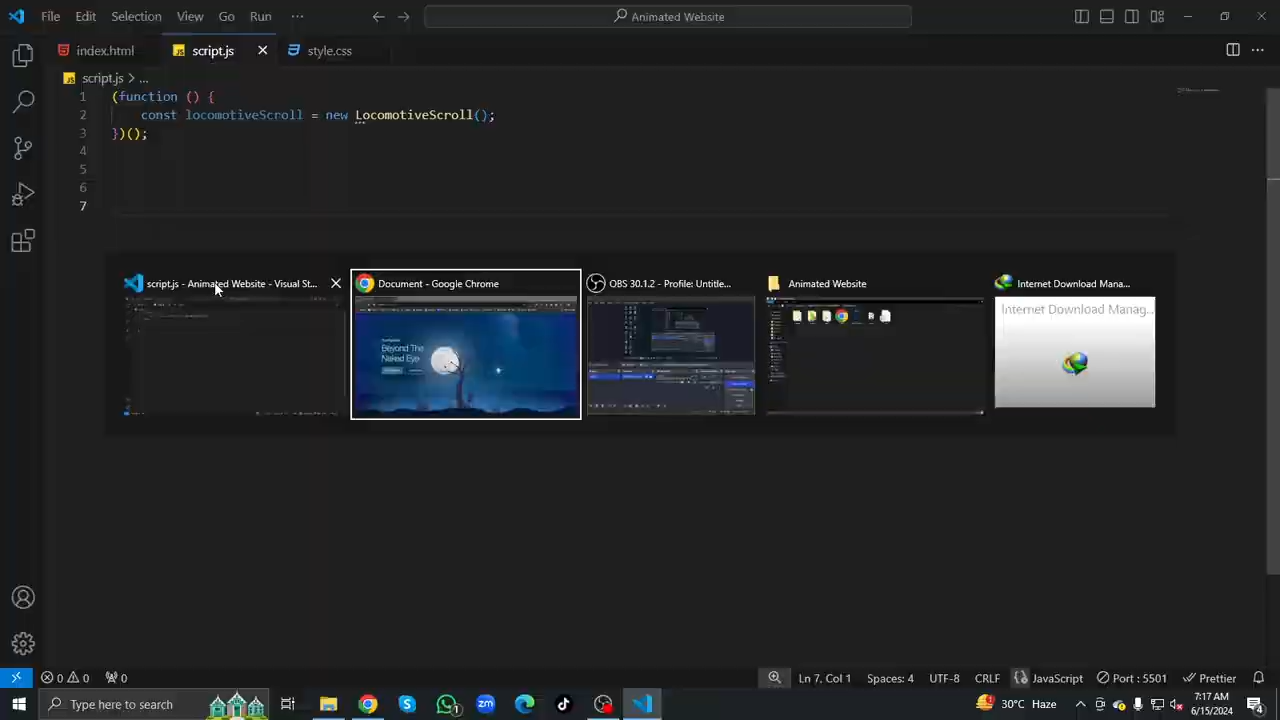 File Edit Selection View Go Run ··· Animated Website
index.html script.js style.css
script.js > ...
1 (function () {
2 const locomotiveScroll = new LocomotiveScroll();
3 })();
4
5
6
7
script.js - Animated Website - Visual St... Document - Google Chrome OBS 30.1.2 - Profile: Untitle... Animated Website Internet Download Mana...
Internet Download Manag...
Beyond The
Naked Eye
0 0 0 Ln 7, Col 1 Spaces: 4 UTF-8 CRLF JavaScript Port : 5501 Prettier
Type here to search 1 30°C Haze 7:17 AM
6/15/2024 4